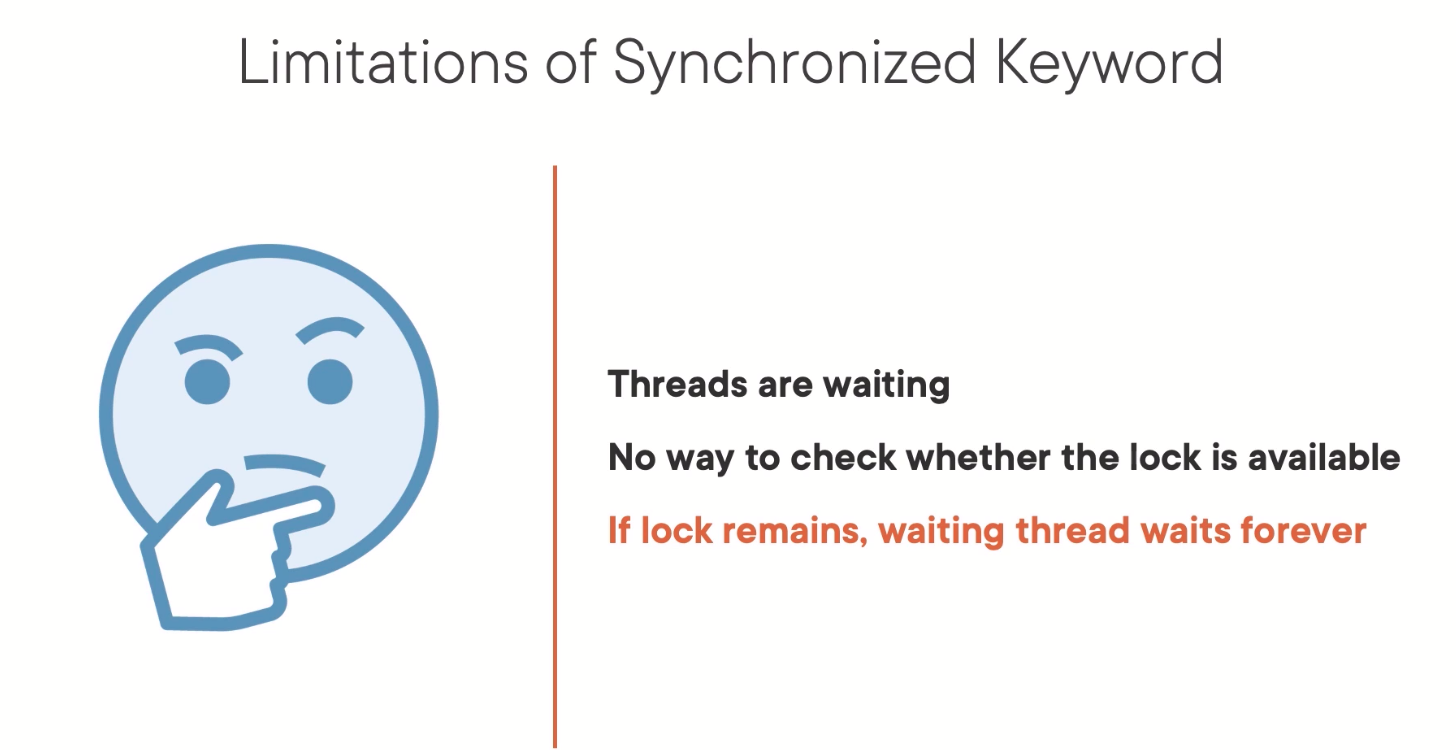 Limitations of Synchronized Keyword
Threads are waiting
No way to check whether the lock is available
If lock remains, waiting thread waits forever